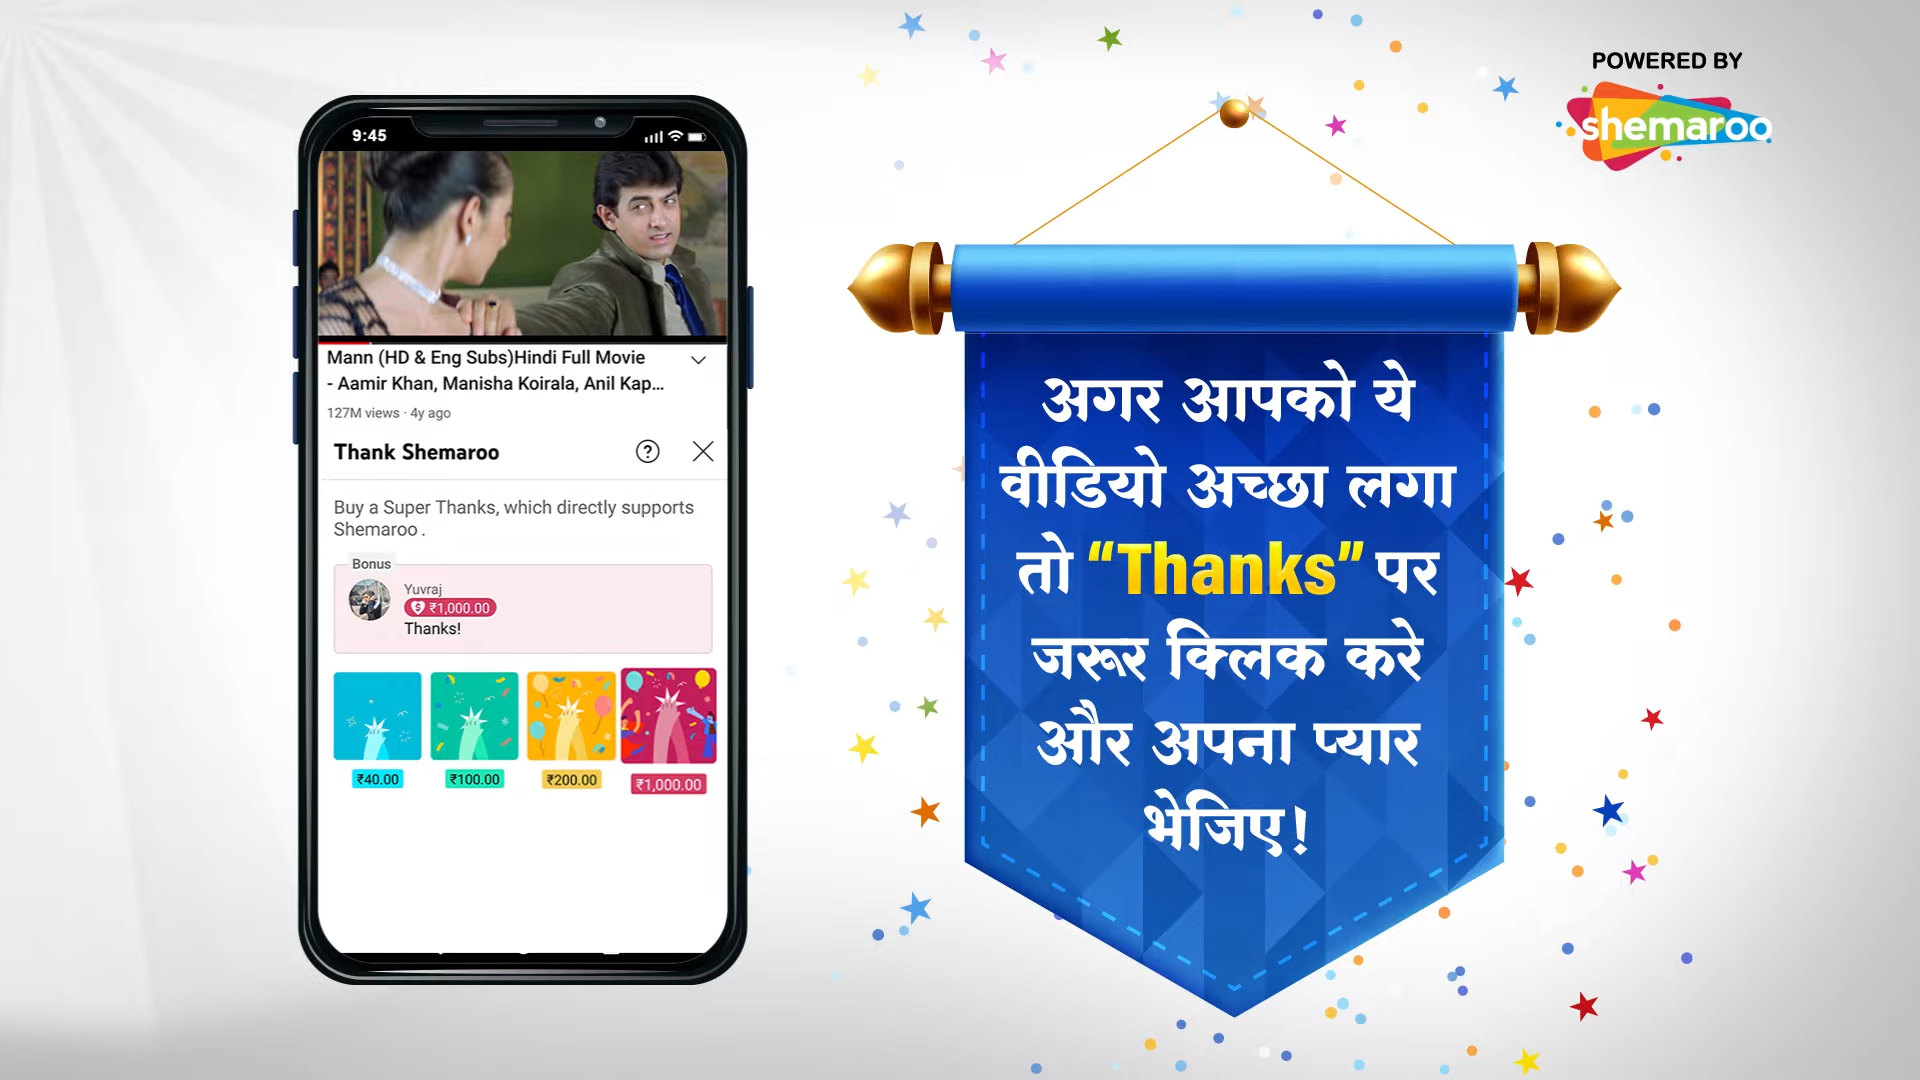 POWERED BY
shemaroo
9:45
Mann (HD & Eng Subs)Hindi Full Movie
- Aamir Khan, Manisha Koirala, Anil Kap...
127M views · 4y ago
Thank Shemaroo
Buy a Super Thanks, which directly supports
Shemaroo .
Bonus
Yuvraj
₹1,000.00
Thanks!
₹40.00
₹100.00
₹200.00
₹1,000.00
अगर आपको ये
वीडियो अच्छा लगा
तो “Thanks” पर
जरूर क्लिक करे
और अपना प्यार
भेजिए!